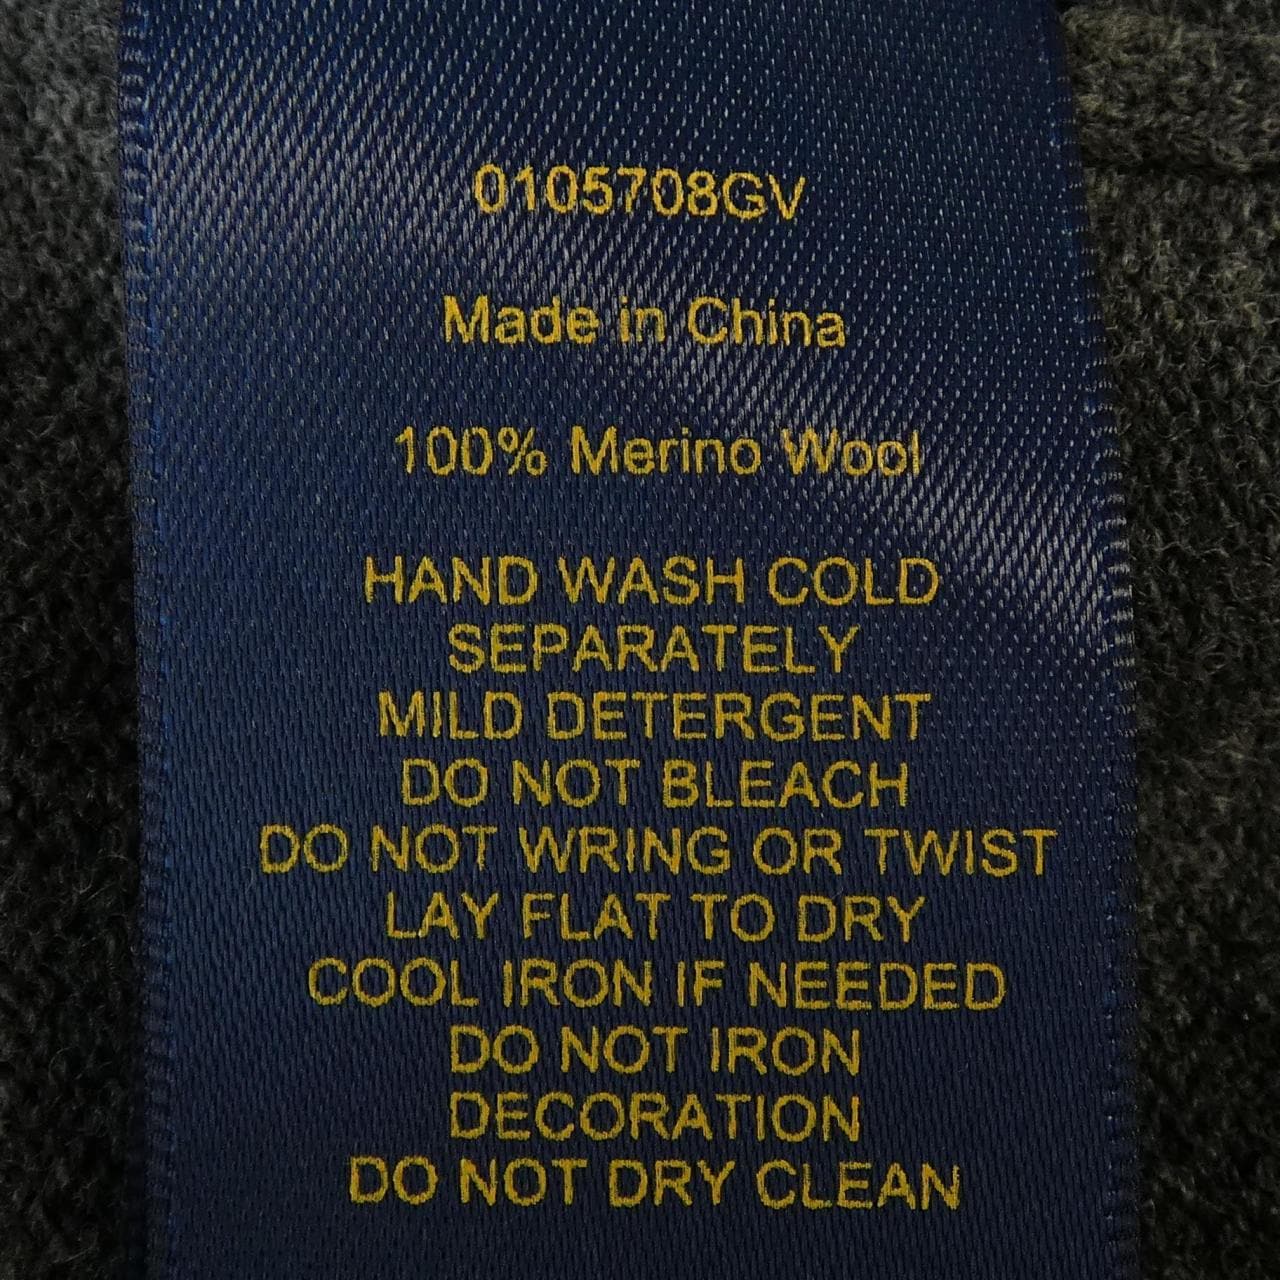 0105708GV
Made in China
100% Merino Wool
HAND WASH COLD
SEPARATELY
MILD DETERGENT
DO NOT BLEACH
DO NOT WRING OR TWIST
LAY FLAT TO DRY
COOL IRON IF NEEDED
DO NOT IRON
DECORATION
DO NOT DRY CLEAN